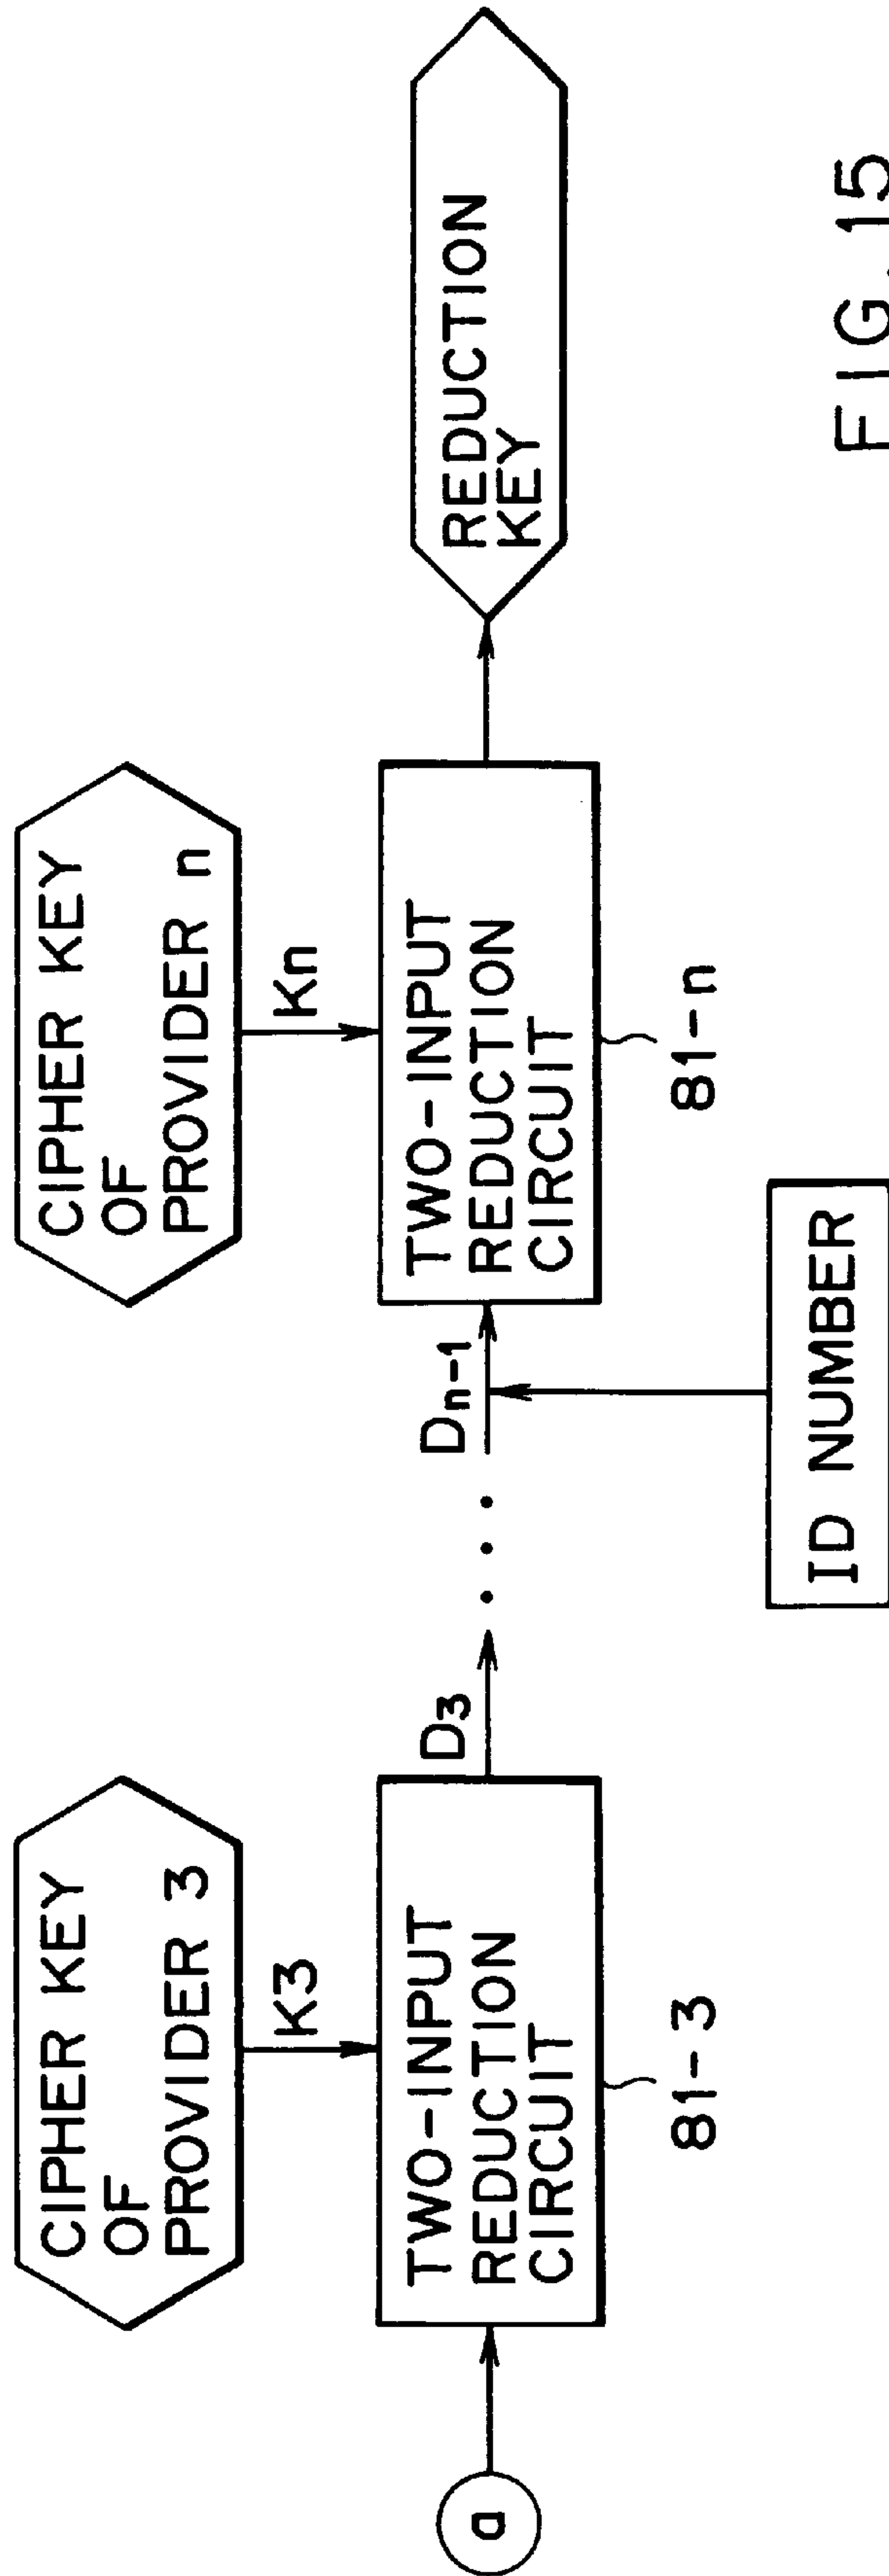 CIPHER KEY
OF
PROVIDER 3
K3
a
TWO-INPUT
REDUCTION
CIRCUIT
81-3
D3
CIPHER KEY
OF
PROVIDER n
Kn
Dn-1
TWO-INPUT
REDUCTION
CIRCUIT
81-n
ID NUMBER
REDUCTION
KEY
FIG. 15